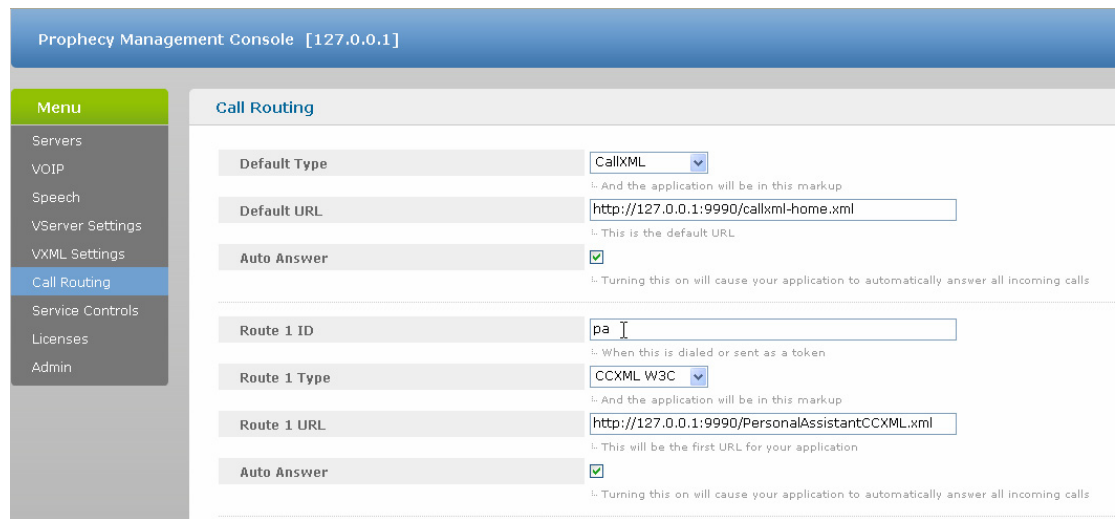 Prophecy Management Console [127.0.0.1]
Menu
Servers
VOIP
Speech
VServer Settings
VXML Settings
Call Routing
Service Controls
Licenses
Admin
Call Routing
Default Type CallXML
And the application will be in this markup
Default URL http://127.0.0.1:9990/callxml-home.xml
This is the default URL
Auto Answer
Turning this on will cause your application to automatically answer all incoming calls
Route 1 ID pa
When this is dialed or sent as a token
Route 1 Type CCXML W3C
And the application will be in this markup
Route 1 URL http://127.0.0.1:9990/PersonalAssistantCCXML.xml
This will be the first URL for your application
Auto Answer
Turning this on will cause your application to automatically answer all incoming calls